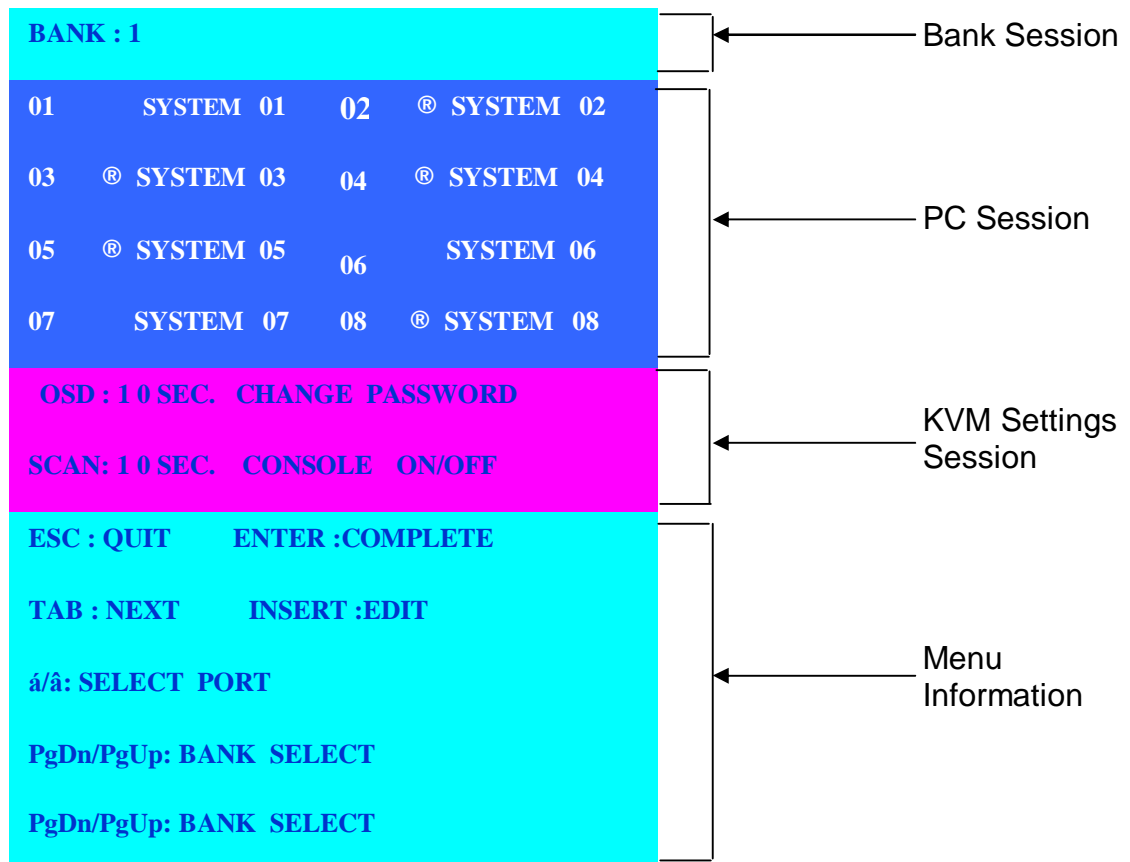 BANK : 1
Bank Session
01 SYSTEM 01 02 ® SYSTEM 02
03 ® SYSTEM 03 04 ® SYSTEM 04
PC Session
05 ® SYSTEM 05 06 SYSTEM 06
07 SYSTEM 07 08 ® SYSTEM 08
OSD : 1 0 SEC. CHANGE PASSWORD
SCAN: 1 0 SEC. CONSOLE ON/OFF
KVM Settings
Session
ESC : QUIT ENTER :COMPLETE
TAB : NEXT INSERT :EDIT
á/â: SELECT PORT
PgDn/PgUp: BANK SELECT
PgDn/PgUp: BANK SELECT
Menu
Information